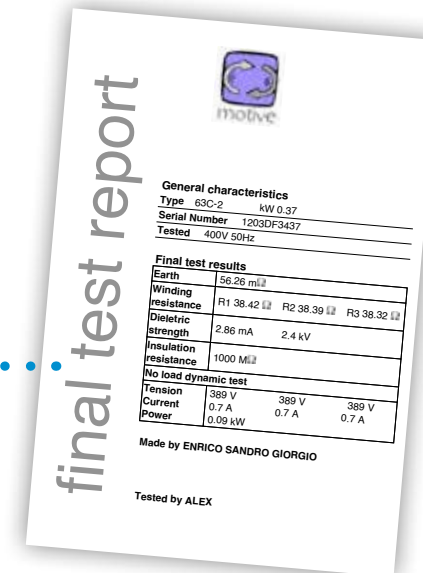 final test report
motive
General characteristics
Type 63C-2 kW 0.37
Serial Number 1203DF3437
Tested 400V 50Hz
Final test results
Earth 56.26 mΩ
Winding resistance R1 38.42 Ω R2 38.39 Ω R3 38.32 Ω
Dieletric strength 2.86 mA 2.4 kV
Insulation resistance 1000 MΩ
No load dynamic test
Tension 389 V 389 V 389 V
Current 0.7 A 0.7 A 0.7 A
Power 0.09 kW
Made by ENRICO SANDRO GIORGIO
Tested by ALEX